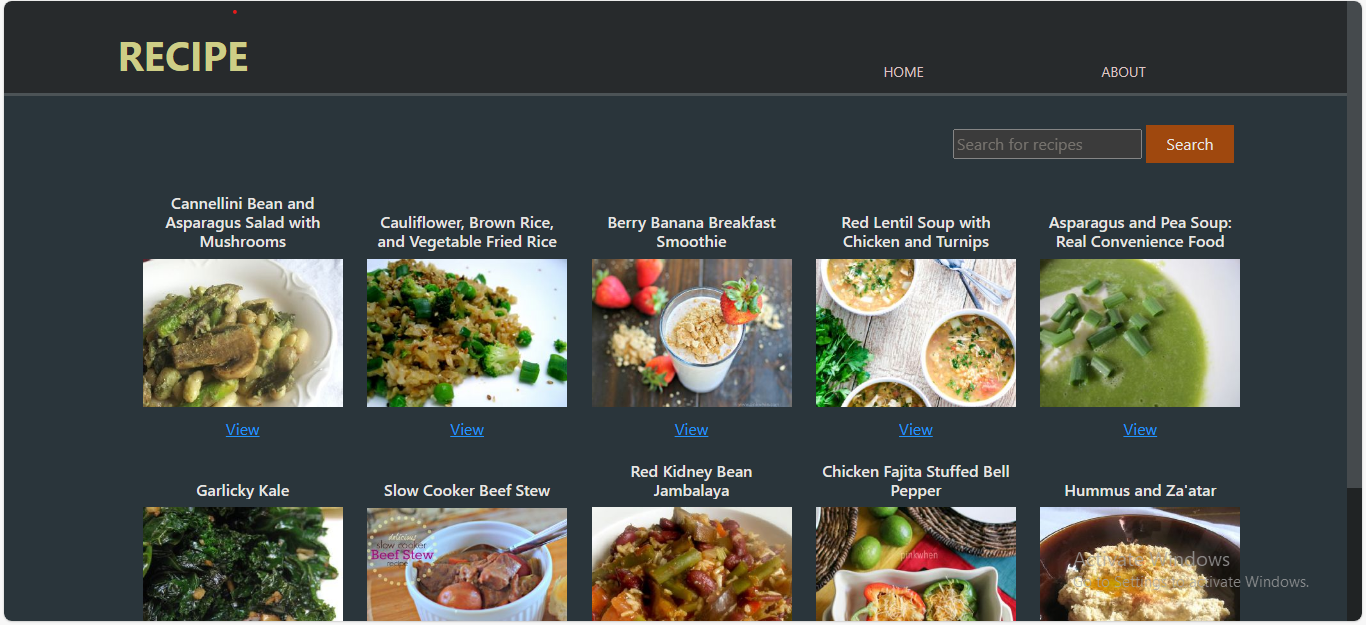 RECIPE
HOME
ABOUT
Search for recipes
Search
Cannellini Bean and
Asparagus Salad with
Mushrooms
Cauliflower, Brown Rice,
and Vegetable Fried Rice
Berry Banana Breakfast
Smoothie
Red Lentil Soup with
Chicken and Turnips
Asparagus and Pea Soup:
Real Convenience Food
View
View
View
View
View
Garlicky Kale
Slow Cooker Beef Stew
Red Kidney Bean
Jambalaya
Chicken Fajita Stuffed Bell
Pepper
Hummus and Za'atar
delicious
slow cooker
Beef Stew
recipe
pinkwhen
Activate Windows
Go to Settings to activate Windows.